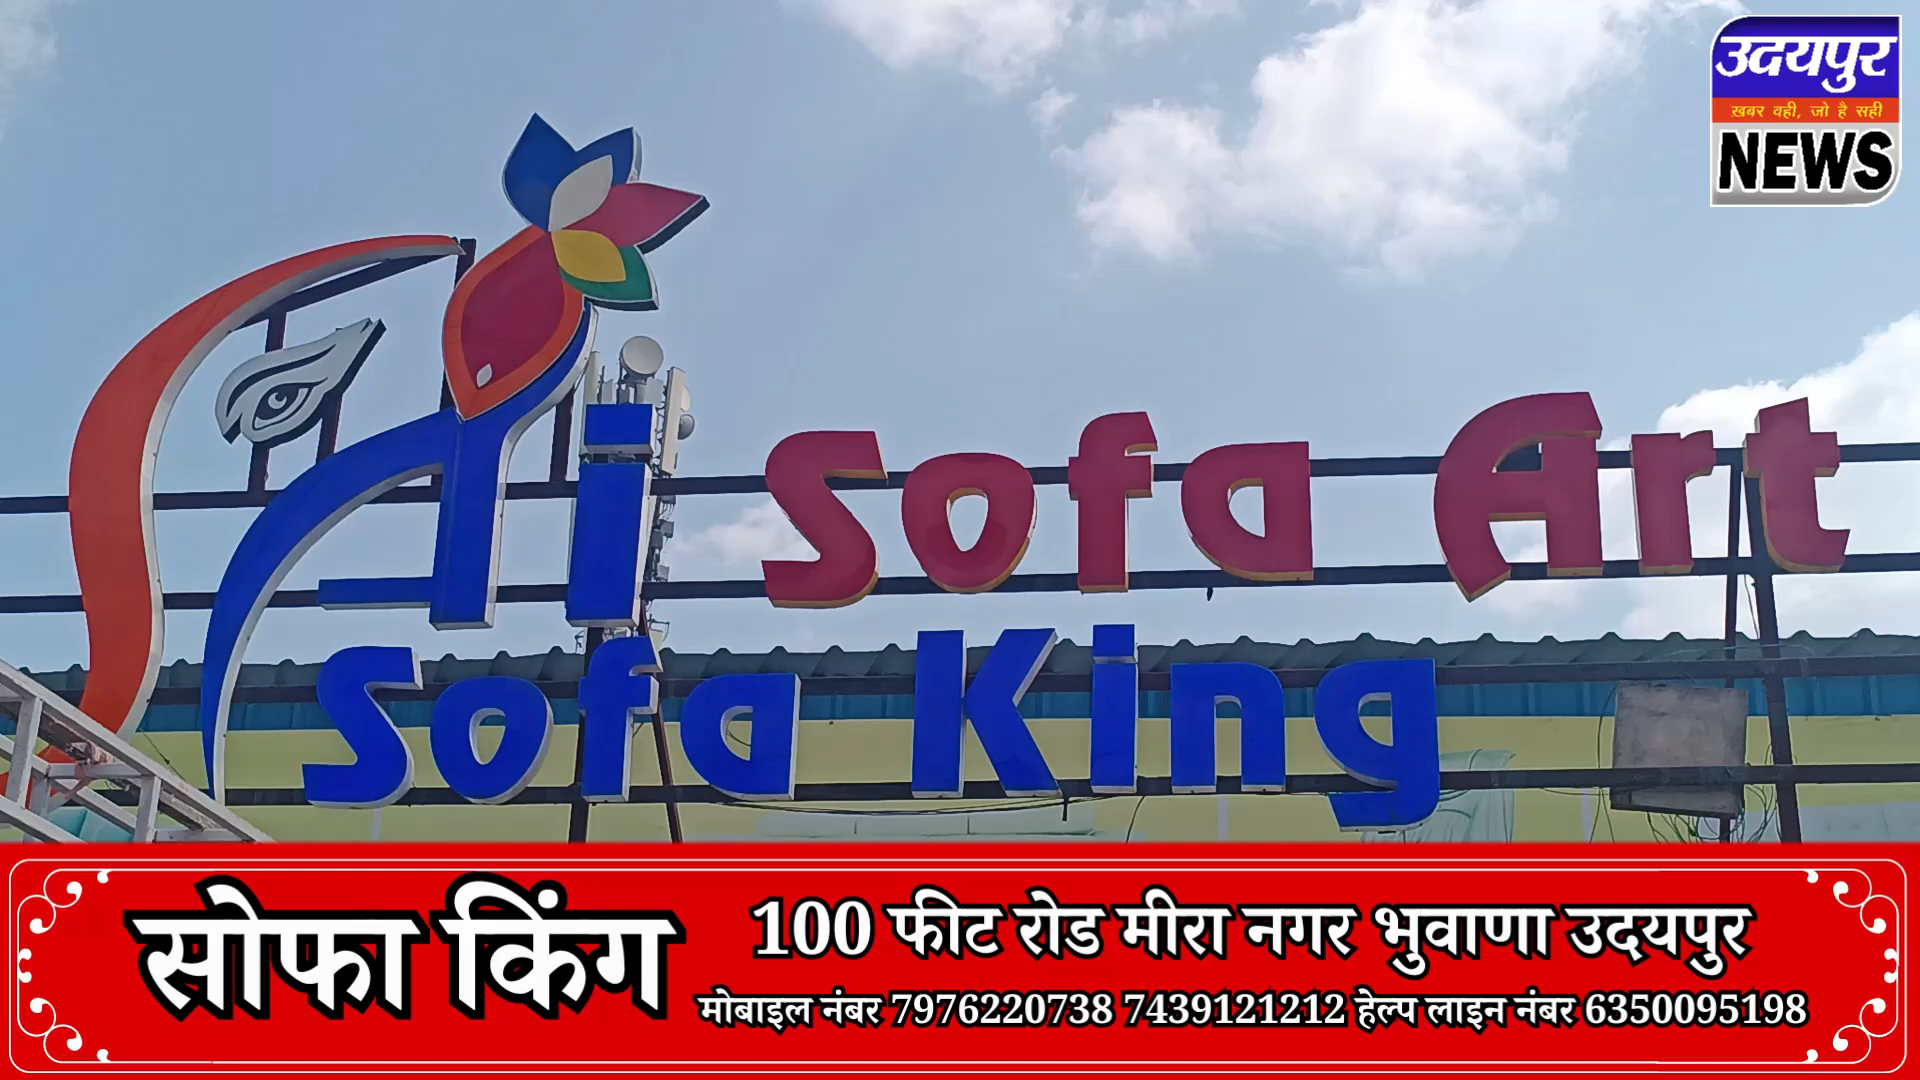 उदयपुर
ख़बर वही, जो है सही
NEWS
श्री Sofa Art
Sofa King
सोफा किंग
100 फीट रोड मीरा नगर भुवाणा उदयपुर
मोबाइल नंबर 7976220738 7439121212 हेल्प लाइन नंबर 6350095198